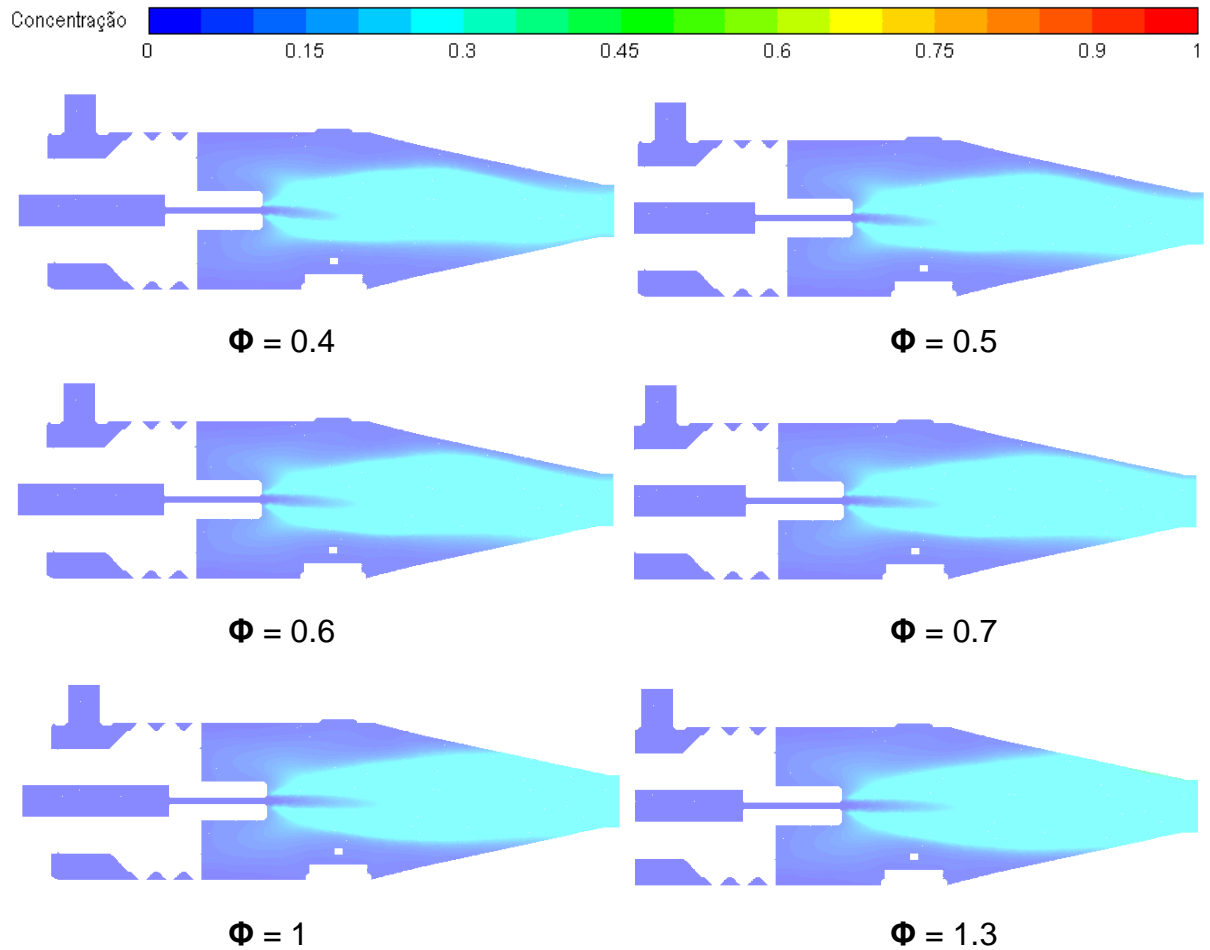 Concentração
0 0.15 0.3 0.45 0.6 0.75 0.9 1
Φ = 0.4
Φ = 0.5
Φ = 0.6
Φ = 0.7
Φ = 1
Φ = 1.3